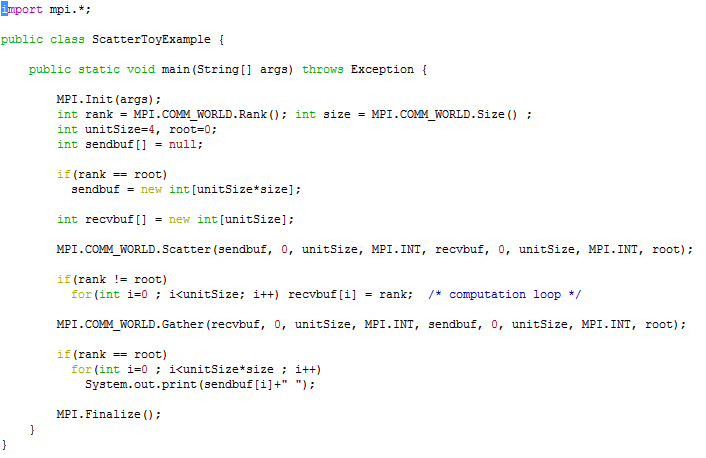 import mpi.*;
public class ScatterToyExample {
public static void main(String[] args) throws Exception {
MPI.Init(args);
int rank = MPI.COMM_WORLD.Rank(); int size = MPI.COMM_WORLD.Size() ;
int unitSize=4, root=0;
int sendbuf[] = null;
if(rank == root)
sendbuf = new int[unitSize*size];
int recvbuf[] = new int[unitSize];
MPI.COMM_WORLD.Scatter(sendbuf, 0, unitSize, MPI.INT, recvbuf, 0, unitSize, MPI.INT, root);
if(rank != root)
for(int i=0 ; i<unitSize; i++) recvbuf[i] = rank;  /* computation loop */
MPI.COMM_WORLD.Gather(recvbuf, 0, unitSize, MPI.INT, sendbuf, 0, unitSize, MPI.INT, root);
if(rank == root)
for(int i=0 ; i<unitSize*size ; i++)
System.out.print(sendbuf[i]+" ");
MPI.Finalize();
}
}